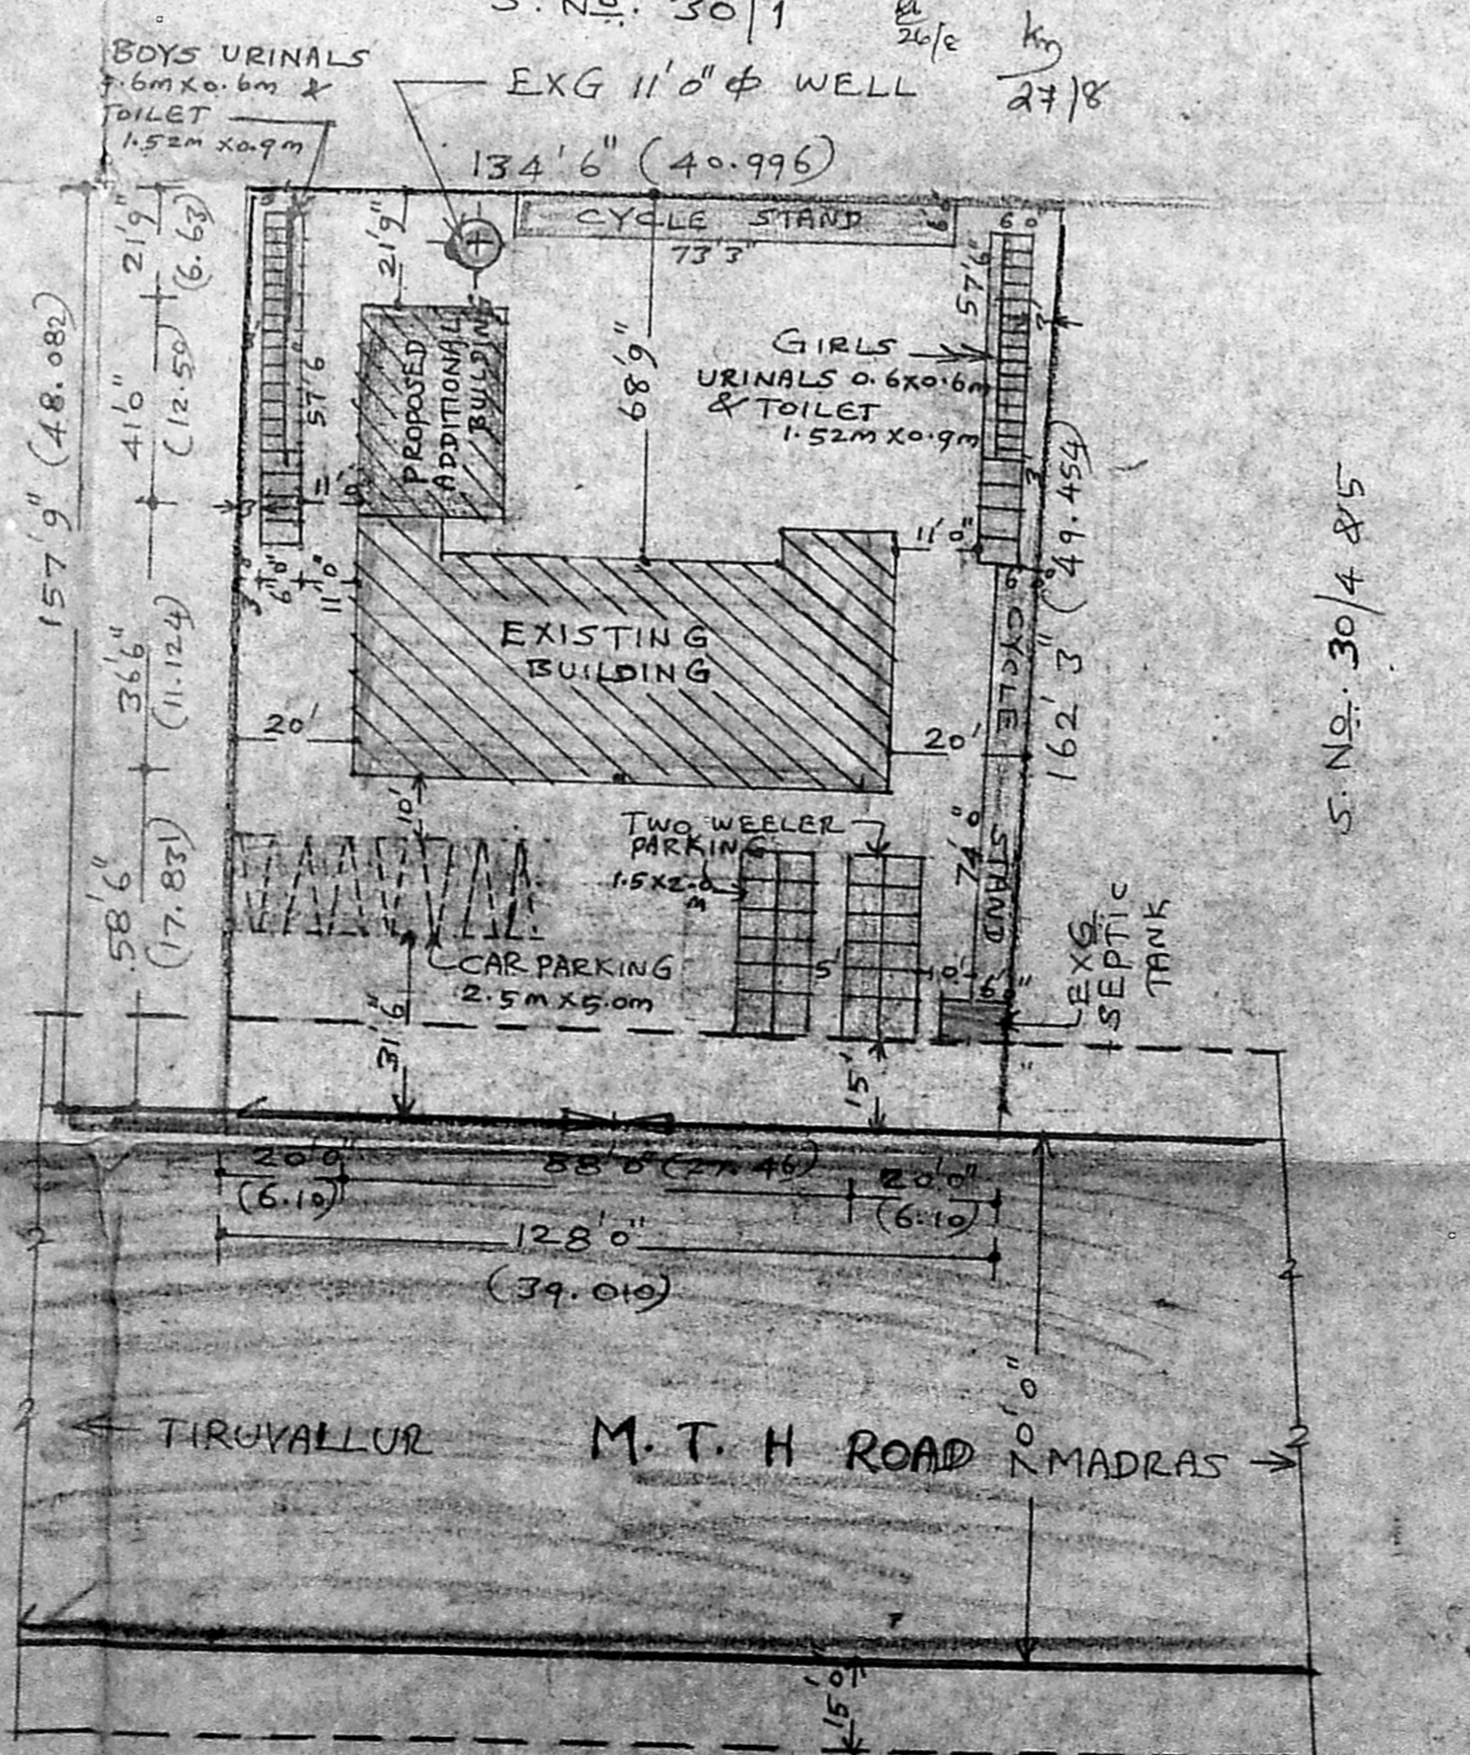 S. No. 30/1
26/8
27/8
BOYS URINALS
.6m x 0.6m &
TOILET
1.52m x 0.9m
EXG 11'0" ϕ WELL
134'6" (40.996)
CYCLE STAND
6'
73'3"
21'9"
(6.63)
21'9"
41'0"
(12.50)
157'9" (48.082)
36'6"
(11.124)
58'6"
(17.831)
57'6"
PROPOSED
ADDITIONAL
BUILDING
68'9"
57'6"
GIRLS
URINALS 0.6x0.6m
& TOILET
1.52m x 0.9m
11'0"
3'
6'0"
11'0"
EXISTING
BUILDING
20'
20'
CYCLE STAND
74'0"
162'3" (49.454)
S. No. 30/4 & 5
10'
TWO WEELER
PARKING
1.5x2.0
m
5'
10'
6'
CAR PARKING
2.5m x 5.0m
EXG
SEPTIC
TANK
31'6"
15'
20'0"
(6.10)
88'0" (27.46)
20'0"
(6.10)
128'0"
(39.010)
0'0"
← TIRUVALLUR
M. T. H ROAD
MADRAS →
15'0"